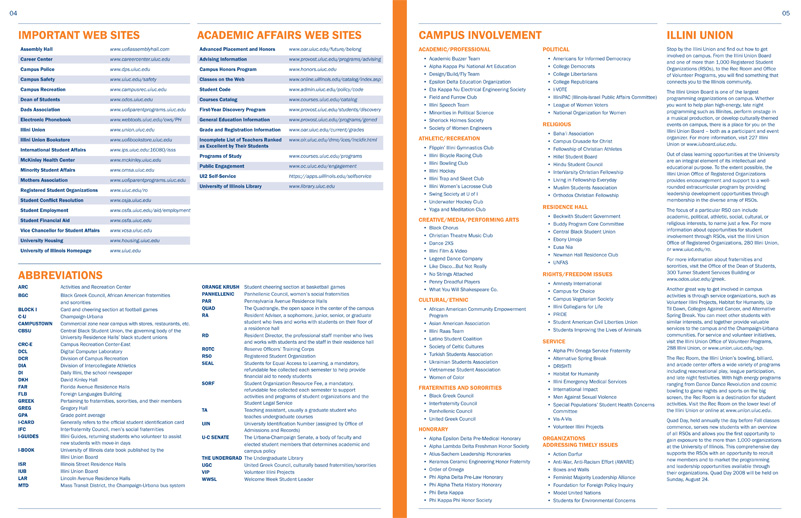 04
IMPORTANT WEB SITES
Assembly Hall www.uofiassemblyhall.com
Career Center www.careercenter.uiuc.edu
Campus Police www.dps.uiuc.edu
Campus Safety www.uiuc.edu/safety
Campus Recreation www.campusrec.uiuc.edu
Dean of Students www.odos.uiuc.edu
Dads Association www.uofiparentprograms.uiuc.edu
Electronic Phonebook www.webtools.uiuc.edu/ows/PH
Illini Union www.union.uiuc.edu
Illini Union Bookstore www.uofibookstore.uiuc.edu
International Student Affairs www.ips.uiuc.edu:10080/isss
McKinley Health Center www.mckinley.uiuc.edu
Minority Student Affairs www.omsa.uiuc.edu
Mothers Association www.uofiparentprograms.uiuc.edu
Registered Student Organizations www.uiuc.edu/ro
Student Conflict Resolution www.osja.uiuc.edu
Student Employment www.osfa.uiuc.edu/aid/employment
Student Financial Aid www.osfa.uiuc.edu
Vice Chancellor for Student Affairs www.vcsa.uiuc.edu
University Housing www.housing.uiuc.edu
University of Illinois Homepage www.uiuc.edu
ACADEMIC AFFAIRS WEB SITES
Advanced Placement and Honors www.oar.uiuc.edu/future/belong
Advising Information www.provost.uiuc.edu/programs/advising
Campus Honors Program www.honors.uiuc.edu
Classes on the Web www.online.uillinois.edu/catalog/index.asp
Student Code www.admin.uiuc.edu/policy/code
Courses Catalog www.courses.uiuc.edu/catalog
First Year Discovery Program www.provost.uiuc.edu/students/discovery
General Education Information www.provost.uiuc.edu/programs/gened
Grade and Registration Information www.oar.uiuc.edu/current/grades
Incomplete List of Teachers Ranked
as Excellent by Their Students
Programs of Study www.courses.uiuc.edu/programs
Public Engagement www.oc.uiuc.edu/engagement
UI2 Self-Service https://apps.uillinois.edu/selfservice
University of Illinois Library www.library.uiuc.edu
ABBREVIATIONS
ARC Activities and Recreation Center
BGC Black Greek Council, African American fraternities
and sororities
BLOCK I Card and cheering section at football games
C-U Champaign-Urbana
CAMPUSTOWN Commercial zone near campus with stores, restaurants, etc.
CBSU Central Black Student Union, the governing body of the
University Residence Halls' black student unions
CRC-E Campus Recreation Center-East
DCL Digital Computer Laboratory
DCR Division of Campus Recreation
DIA Division of Intercollegiate Athletics
DI Daily Illini, the school newspaper
DKH David Kinley Hall
FAR Florida Avenue Residence Halls
FLB Foreign Languages Building
GREEK Pertaining to fraternities, sororities, and their members
GREG Gregory Hall
GPA Grade point average
I-CARD Generally refers to the official student identification card
IFC Interfraternity Council, men's social fraternities
I-GUIDES Illini Guides, returning students who volunteer to assist
new students with move-in days
I-BOOK University of Illinois date book published by the
Illini Union Board
ISR Illinois Street Residence Halls
IUB Illini Union Board
LAR Lincoln Avenue Residence Halls
MTD Mass Transit District, the Champaign-Urbana bus system
ORANGE KRUSH Student cheering section at basketball games
PANHELLENIC Panhellenic Council, women's social fraternities
PAR Pennsylvania Avenue Residence Halls
QUAD The Quadrangle, the open space in the center of the campus
RA Resident Advisor, a sophomore, junior, senior, or graduate
student who lives and works with students on their floor of
a residence hall
RD Resident Director, the professional staff member who lives
and works with students and the staff in their residence hall
ROTC Reserve Officers' Training Corps
RSO Registered Student Organization
SEAL Students for Equal Access to Learning, a mandatory,
refundable fee collected each semester to help provide
financial aid to needy students
SORF Student Organization Resource Fee, a mandatory,
refundable fee collected each semester to support
activities and programs of student organizations and the
Student Legal Service
TA Teaching assistant, usually a graduate student who
teaches undergraduate courses
UIN University Identification Number (assigned by Office of
Admissions and Records)
U-C SENATE The Urbana-Champaign Senate, a body of faculty and
elected students that determines academic and
campus policy
THE UNDERGRAD The Undergraduate Library
UGC United Greek Council, culturally based fraternities/sororities
VIP Volunteer Illini Projects
WWSL Welcome Week Student Leader
CAMPUS INVOLVEMENT
ACADEMIC/PROFESSIONAL
• Academic Buzzer Team
• Alpha Kappa Psi National Art Education
• Design/Build/Fly Team
• Epsilon Delta Education Organization
• Eta Kappa Nu Electrical Engineering Society
• Field and Furrow Club
• Illini Speech Team
• Minorities in Political Science
• Sherlock Holmes Society
• Society of Women Engineers
ATHLETIC/RECREATION
• Flippin' Illini Gymnastics Club
• Illini Bicycle Racing Club
• Illini Bowling Club
• Illini Hockey
• Illini Trap and Skeet Club
• Illini Women's Lacrosse Club
• Swing Society at U of I
• Underwater Hockey Club
• Yoga and Meditation Club
CREATIVE/MEDIA/PERFORMING ARTS
• Black Chorus
• Christian Theatre Music Club
• Dance 2XS
• Illini Film & Video
• Legend Dance Company
• Like Disco...But Not Really
• No Strings Attached
• Penny Dreadful Players
• What You Will Shakespeare Co.
CULTURAL/ETHNIC
• African American Community Empowerment
Program
• Asian American Association
• Illini Raas Team
• Latino Student Coalition
• Society of Celtic Cultures
• Turkish Students Association
• Ukrainian Students Association
• Vietnamese Student Association
• Women of Color
FRATERNITIES AND SORORITIES
• Black Greek Council
• Interfraternity Council
• Panhellenic Council
• United Greek Council
HONORARY
• Alpha Epsilon Delta Pre-Medical Honorary
• Alpha Lambda Delta Freshman Honor Society
• Atius-Sachem Leadership Honoraries
• Keramos Ceramic Engineering Honor Fraternity
• Order of Omega
• Phi Alpha Delta Pre-Law Honorary
• Phi Alpha Theta History Honorary
• Phi Beta Kappa
• Phi Kappa Phi Honor Society
POLITICAL
• Americans for Informed Democracy
• College Democrats
• College Libertarians
• College Republicans
• I-VOTE
• IlliniPAC (Illinois-Israel Public Affairs Committee)
• League of Women Voters
• National Organization for Women
RELIGIOUS
• Baha'i Association
• Campus Crusade for Christ
• Fellowship of Christian Athletes
• Hillel Student Board
• Hindu Students Council
• InterVarsity Christian Fellowship
• Living in Fellowship Everyday
• Muslim Students Association
• Orthodox Christian Fellowship
RESIDENCE HALL
• Beckwith Student Government
• Buddy Program Core Committee
• Central Black Student Union
• Ebony Umoja
• Eusa Nia
• Newman Residence Hall Club
• UNFAS
RIGHTS/FREEDOM ISSUES
• Amnesty International
• Campus for Choice
• Campus Vegetarian Society
• Illini Collegians for Life
• PRIDE
• Student American Civil Liberties Union
• Students Improving the Lives of Animals
SERVICE
• Alpha Phi Omega Service Fraternity
• Alternative Spring Break
• DRISHTI
• Habitat for Humanity
• Illini Emergency Medical Services
• International Impact
• Men Against Sexual Violence
• Special Populations' Student Health Concerns
Committee
• Vis-A-Vis
• Volunteer Illini Projects
ORGANIZATIONS
ADDRESSING TIMELY ISSUES
• Action Darfur
• Anti-War, Anti-Racism Effort (AWARE)
• Boxes and Walls
• Feminist Majority Leadership Alliance
• Foundation for Foreign Policy Inquiry
• Model United Nations
• Students for Environmental Concerns
05
ILLINI UNION
Stop by the Illini Union and find out how to get
involved on campus. From the Illini Union Board
and one of more than 1,000 Registered Student
Organizations (RSOs), to the Rec Room and Office
of Volunteer Programs, you will find something that
connects you to the Illinois community.
The Illini Union Board is one of the largest
programming organizations on campus. Whether
you want to help plan high-energy, late night
programming such as Illinites, perform onstage in
a musical production, or develop culturally-themed
events on campus, there is a place for you on the
Illini Union Board – both as a participant and event
organizer. For more information, visit 227 Illini
Union or www.iuboard.uiuc.edu.
Out of class learning opportunities at the University
are an integral element of its intellectual and
educational purpose. To the extent possible, the
Illini Union Office of Registered Organizations
provides encouragement and support to a well-
rounded extracurricular program by providing
leadership development opportunities through
membership in the diverse array of RSOs.
The focus of a particular RSO can include
academic, political, athletic, social, cultural, or
religious interests, to name just a few. For more
information about opportunities for student
involvement through RSOs, visit the Illini Union
Office of Registered Organizations, 280 Illini Union,
or www.uiuc.edu/ro.
For more information about fraternities and
sororities, visit the Office of the Dean of Students,
300 Turner Student Services Building or
www.odos.uiuc.edu/greek.
Another great way to get involved in campus
activities is through service organizations, such as
Volunteer Illini Projects, Habitat for Humanity, Up
Til Dawn, Colleges Against Cancer, and Alternative
Spring Break. You can meet other students with
similar interests, and together provide valuable
services to the campus and the Champaign-Urbana
communities. For service and volunteer initiatives,
visit the Illini Union Office of Volunteer Programs,
288 Illini Union, or www.union.uiuc.edu/ovp.
The Rec Room, the Illini Union's bowling, billiard,
and arcade center offers a wide variety of programs
including recreational play, league participation,
and late night festivities. With high energy programs
ranging from Dance Dance Revolution and cosmic
bowling to game nights and sports on the big
screen, the Rec Room is a destination for student
activities. Visit the Rec Room on the lower level of
the Illini Union or online at www.union.uiuc.edu.
Quad Day, held annually the day before fall classes
commence, serves new students with an overview
of all RSOs and allows you the first opportunity to
gain exposure to the more than 1,000 organizations
at the University of Illinois. This comprehensive day
supports the RSOs with an opportunity to recruit
new members and to market the programming
and leadership opportunities available through
their organizations. Quad Day 2008 will be held on
Sunday, August 24.